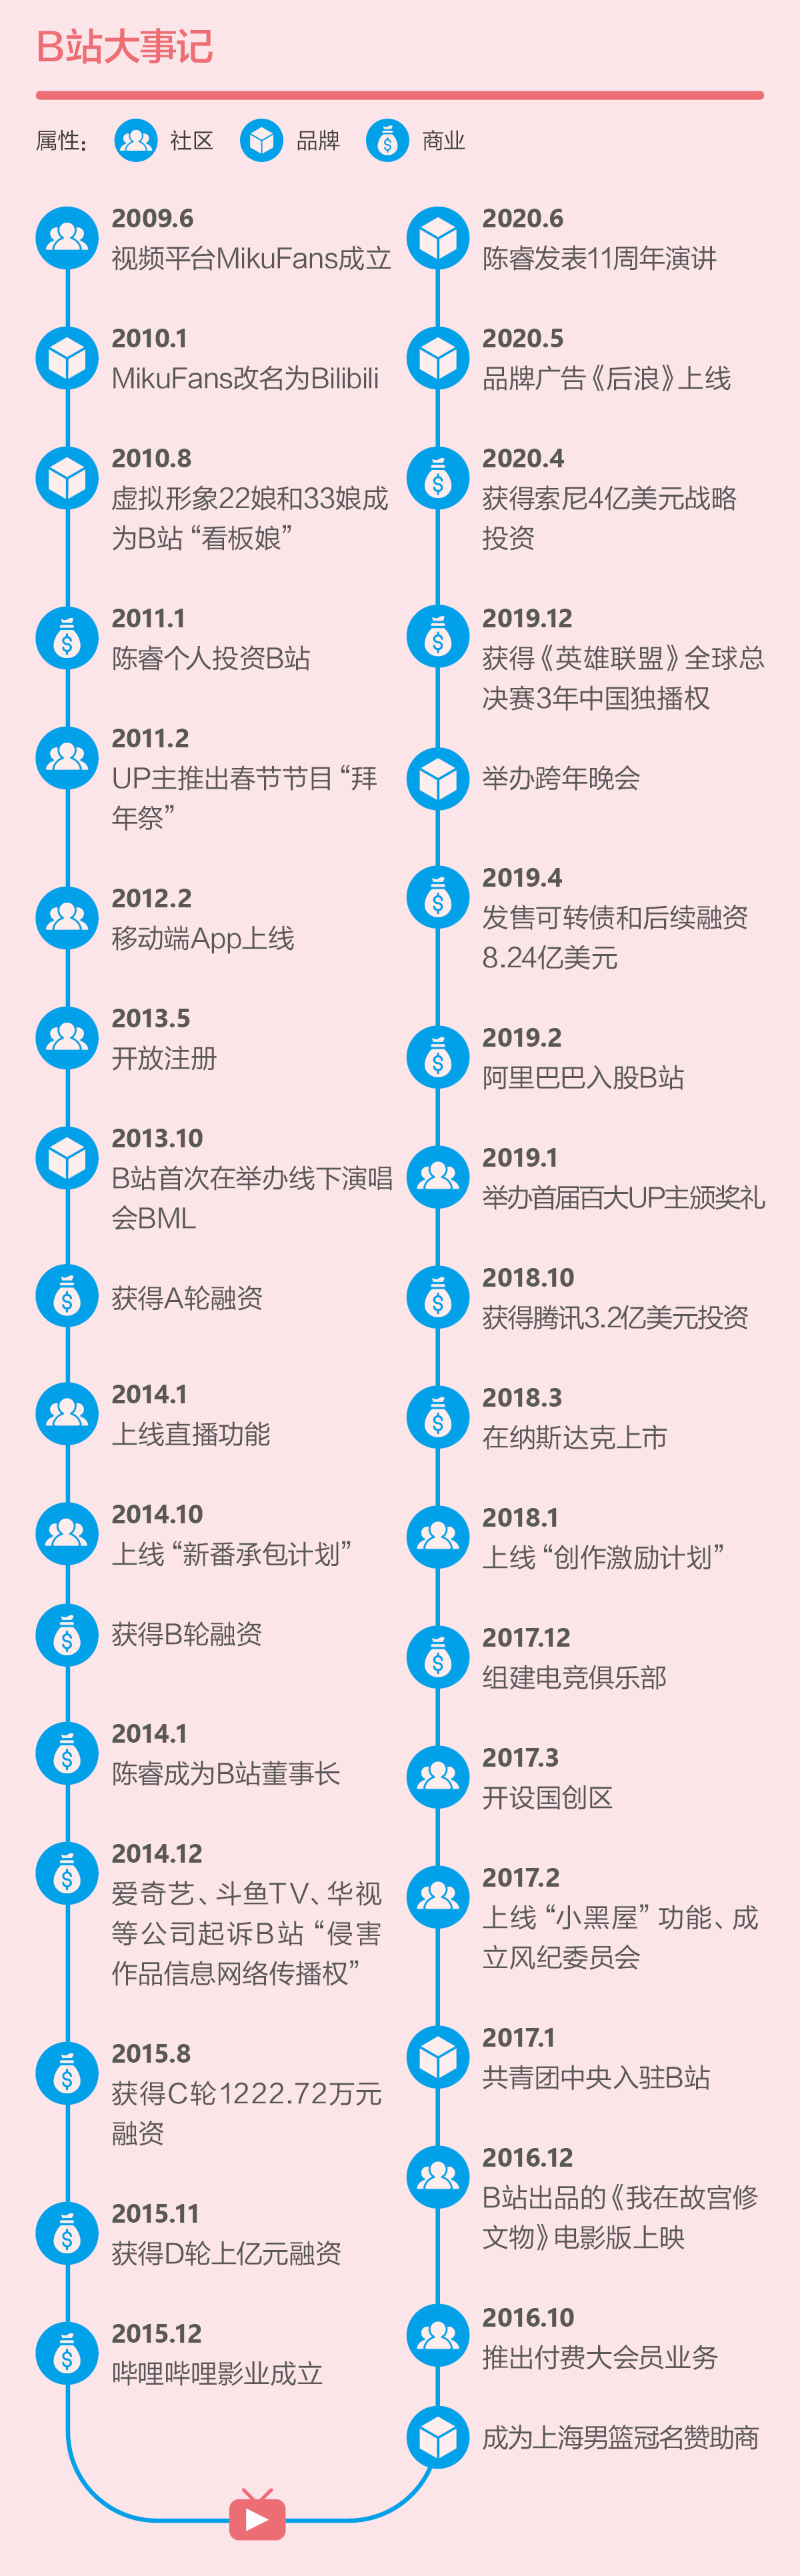 B站大事记
属性： 社区 品牌 商业
2009.6
视频平台MikuFans成立
2010.1
MikuFans改名为Bilibili
2010.8
虚拟形象22娘和33娘成
为B站“看板娘”
2011.1
陈睿个人投资B站
2011.2
UP主推出春节节目“拜
年祭”
2012.2
移动端App上线
2013.5
开放注册
2013.10
B站首次在举办线下演唱
会BML
获得A轮融资
2014.1
上线直播功能
2014.10
上线“新番承包计划”
获得B轮融资
2014.1
陈睿成为B站董事长
2014.12
爱奇艺、斗鱼TV、华视
等公司起诉B站“侵害
作品信息网络传播权”
2015.8
获得C轮1222.72万元
融资
2015.11
获得D轮上亿元融资
2015.12
哔哩哔哩影业成立
2020.6
陈睿发表11周年演讲
2020.5
品牌广告《后浪》上线
2020.4
获得索尼4亿美元战略
投资
2019.12
获得《英雄联盟》全球总
决赛3年中国独播权
举办跨年晚会
2019.4
发售可转债和后续融资
8.24亿美元
2019.2
阿里巴巴入股B站
2019.1
举办首届百大UP主颁奖礼
2018.10
获得腾讯3.2亿美元投资
2018.3
在纳斯达克上市
2018.1
上线“创作激励计划”
2017.12
组建电竞俱乐部
2017.3
开设国创区
2017.2
上线“小黑屋”功能、成
立风纪委员会
2017.1
共青团中央入驻B站
2016.12
B站出品的《我在故宫修
文物》电影版上映
2016.10
推出付费大会员业务
成为上海男篮冠名赞助商